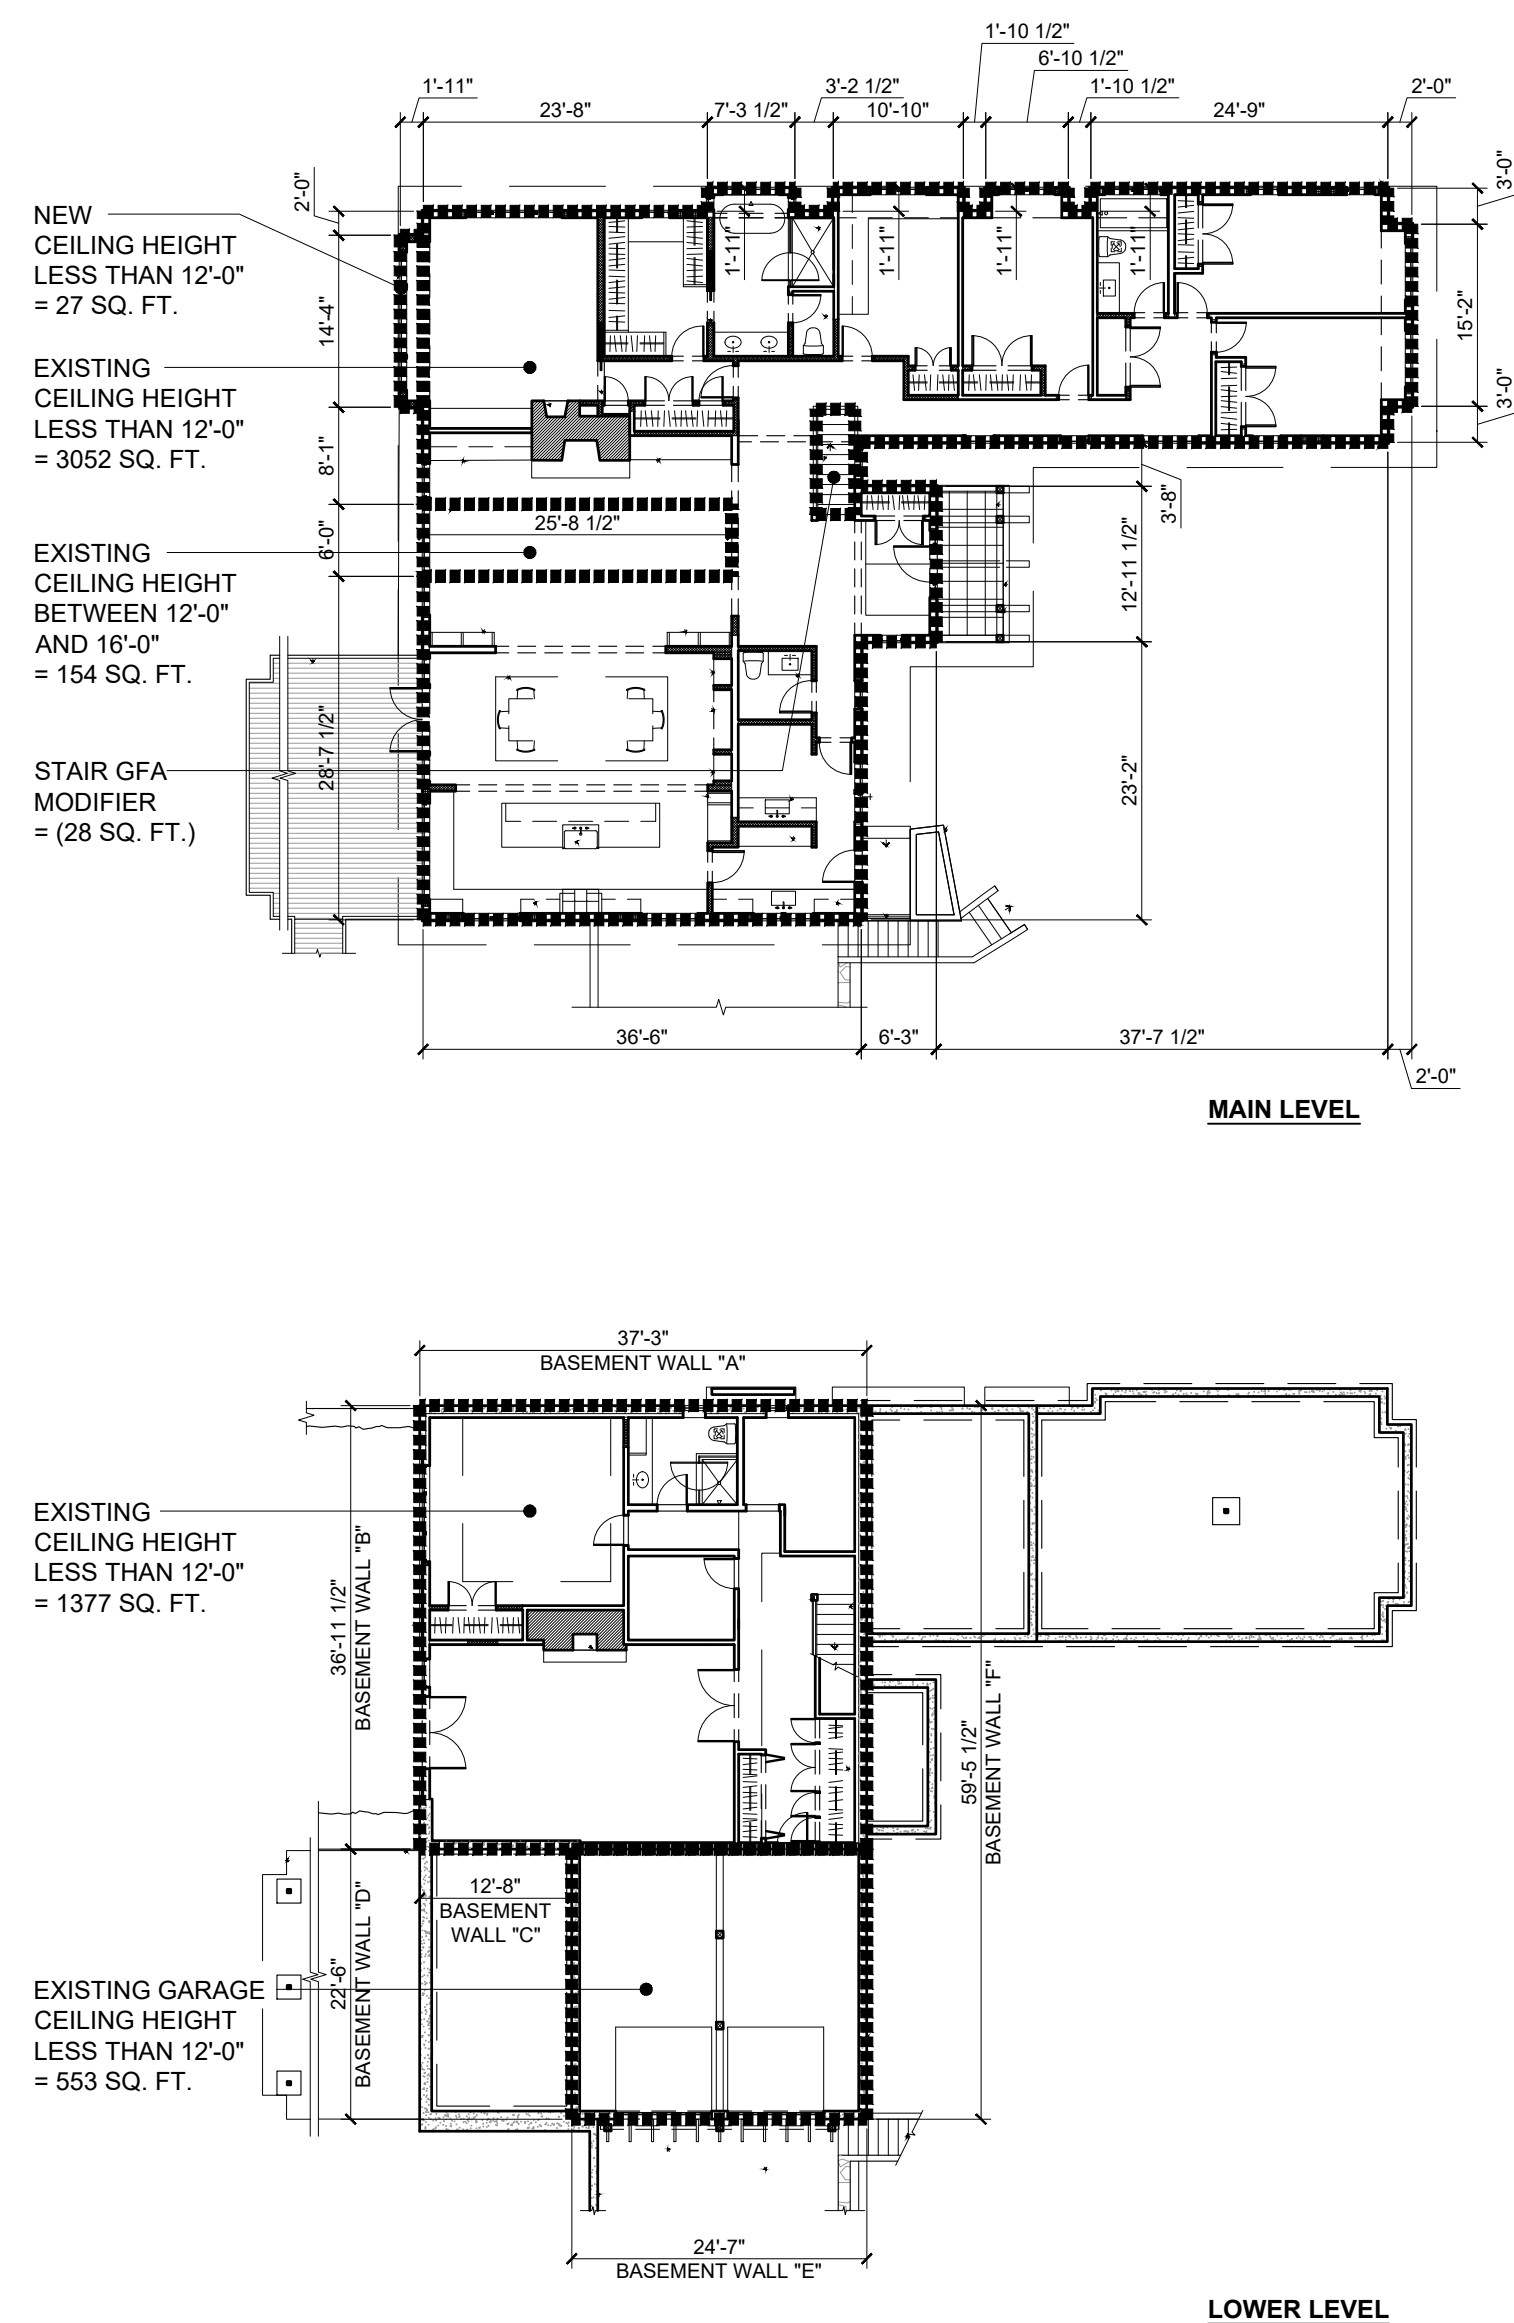 1'-10 1/2"
6'-10 1/2"
1'-11"
3'-2 1/2"
1'-10 1/2"
2'-0"
23'-8"
7'-3 1/2"
10'-10"
24'-9"
3'-0"
2'-0"
NEW
CEILING HEIGHT
LESS THAN 12'-0"
= 27 SQ. FT.
1'-11"
1'-11"
1'-11"
1'-11"
14'-4"
15'-2"
EXISTING
CEILING HEIGHT
LESS THAN 12'-0"
= 3052 SQ. FT.
3'-0"
8'-1"
3'-8"
25'-8 1/2"
6'-0"
EXISTING
CEILING HEIGHT
BETWEEN 12'-0"
AND 16'-0"
= 154 SQ. FT.
12'-11 1/2"
28'-7 1/2"
STAIR GFA
MODIFIER
= (28 SQ. FT.)
23'-2"
36'-6"
6'-3"
37'-7 1/2"
2'-0"
MAIN LEVEL
37'-3"
BASEMENT WALL "A"
EXISTING
CEILING HEIGHT
LESS THAN 12'-0"
= 1377 SQ. FT.
36'-11 1/2"
BASEMENT WALL "B"
59'-5 1/2"
BASEMENT WALL "F"
12'-8"
BASEMENT
WALL "C"
22'-6"
BASEMENT WALL "D"
EXISTING GARAGE
CEILING HEIGHT
LESS THAN 12'-0"
= 553 SQ. FT.
24'-7"
BASEMENT WALL "E"
LOWER LEVEL